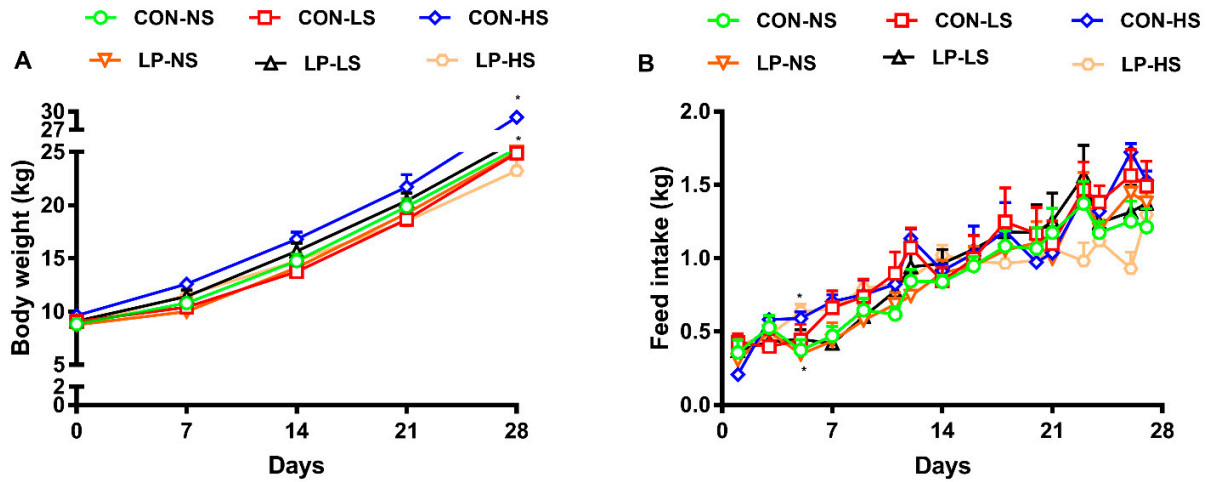 CON-NS CON-LS CON-HS
A LP-NS LP-LS LP-HS
Body weight (kg)
30
27
25
20
15
10
5
2
0
0 7 14 21 28
Days
*
*
CON-NS CON-LS CON-HS
B LP-NS LP-LS LP-HS
Feed intake (kg)
2.0
1.5
1.0
0.5
0.0
0 7 14 21 28
Days
*
*